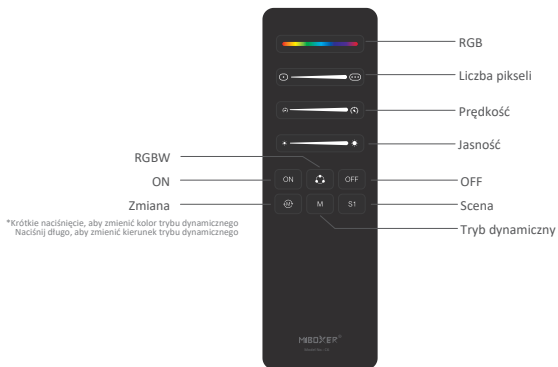 RGB
Liczba pikseli
Prędkość
Jasność
RGBW
ON
OFF
Zmiana
Scena
*Krótkie naciśnięcie, aby zmienić kolor trybu dynamicznego
Naciśnij długo, aby zmienić kierunek trybu dynamicznego
Tryb dynamiczny
ON
OFF
M
S1
MiBOXER®